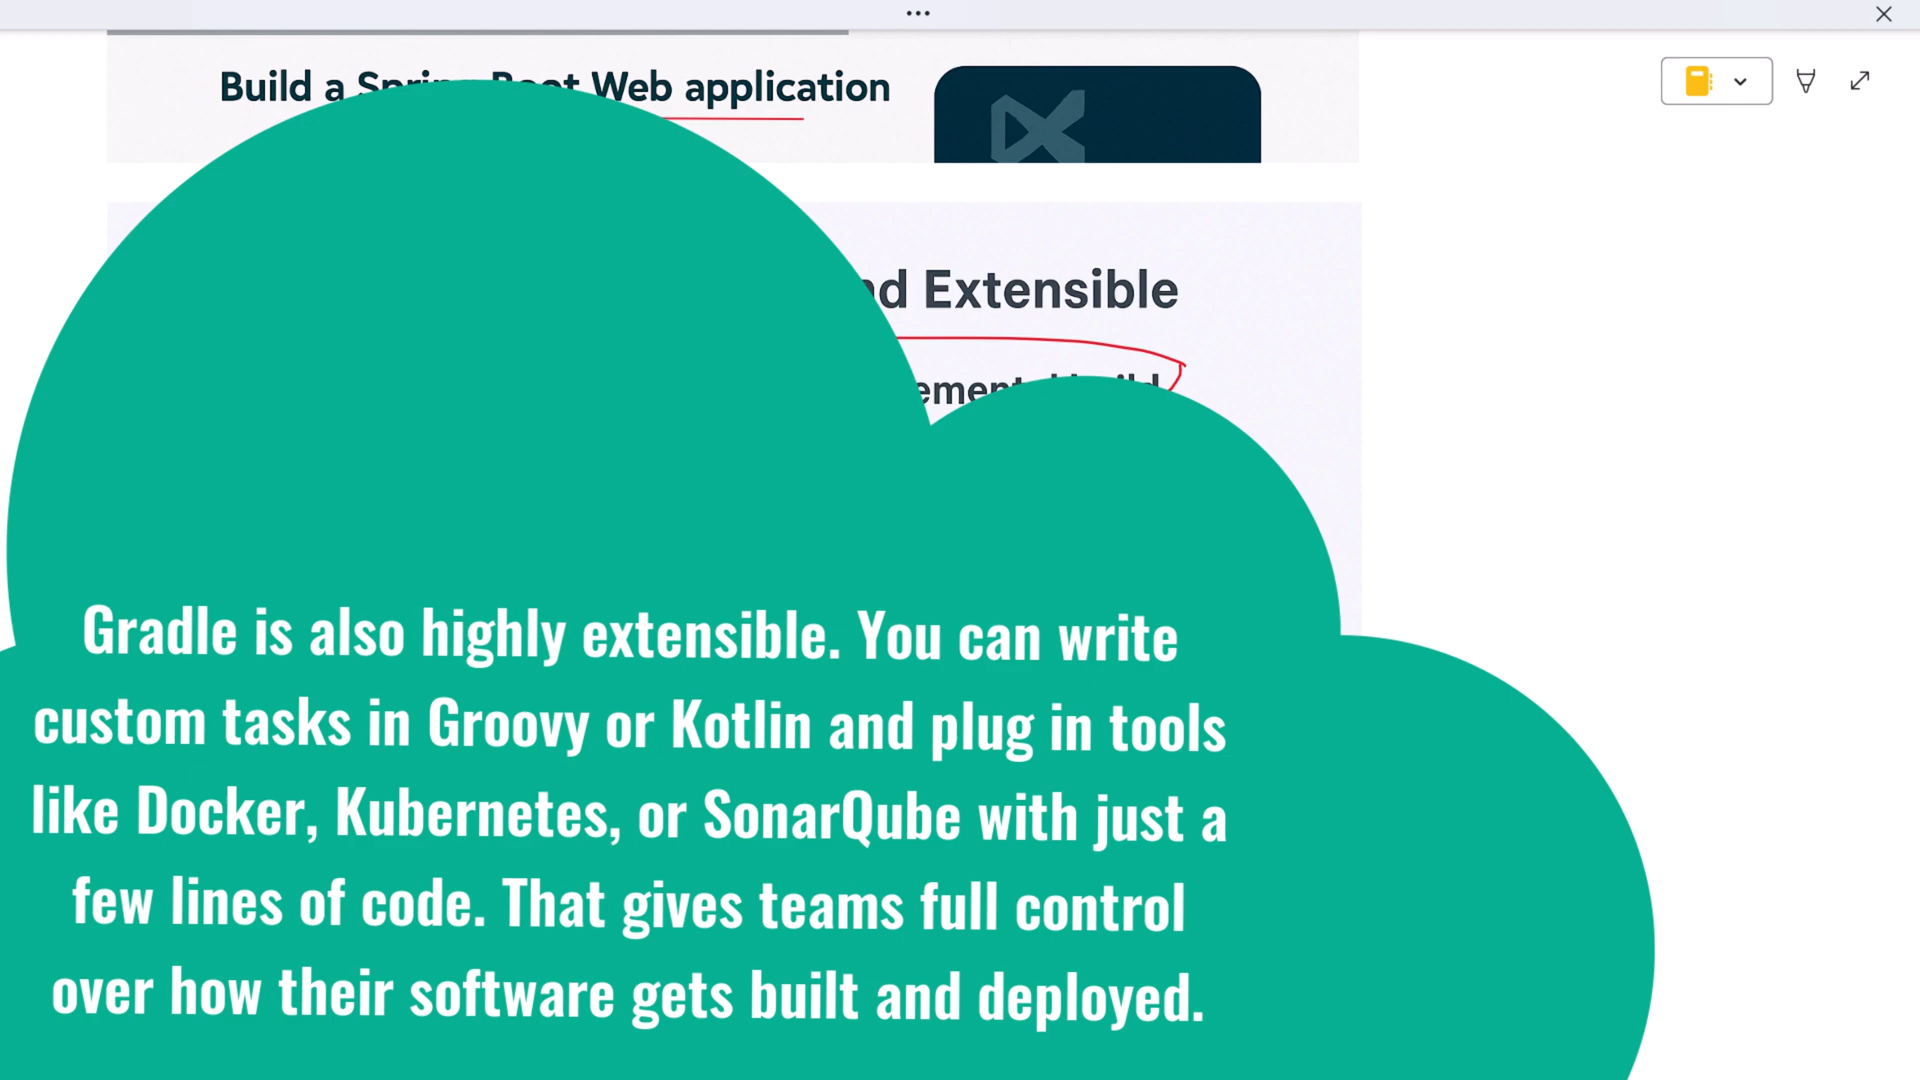 Build a Spring Boot Web application
Extensible
Gradle is also highly extensible. You can write
custom tasks in Groovy or Kotlin and plug in tools
like Docker, Kubernetes, or SonarQube with just a
few lines of code. That gives teams full control
over how their software gets built and deployed.